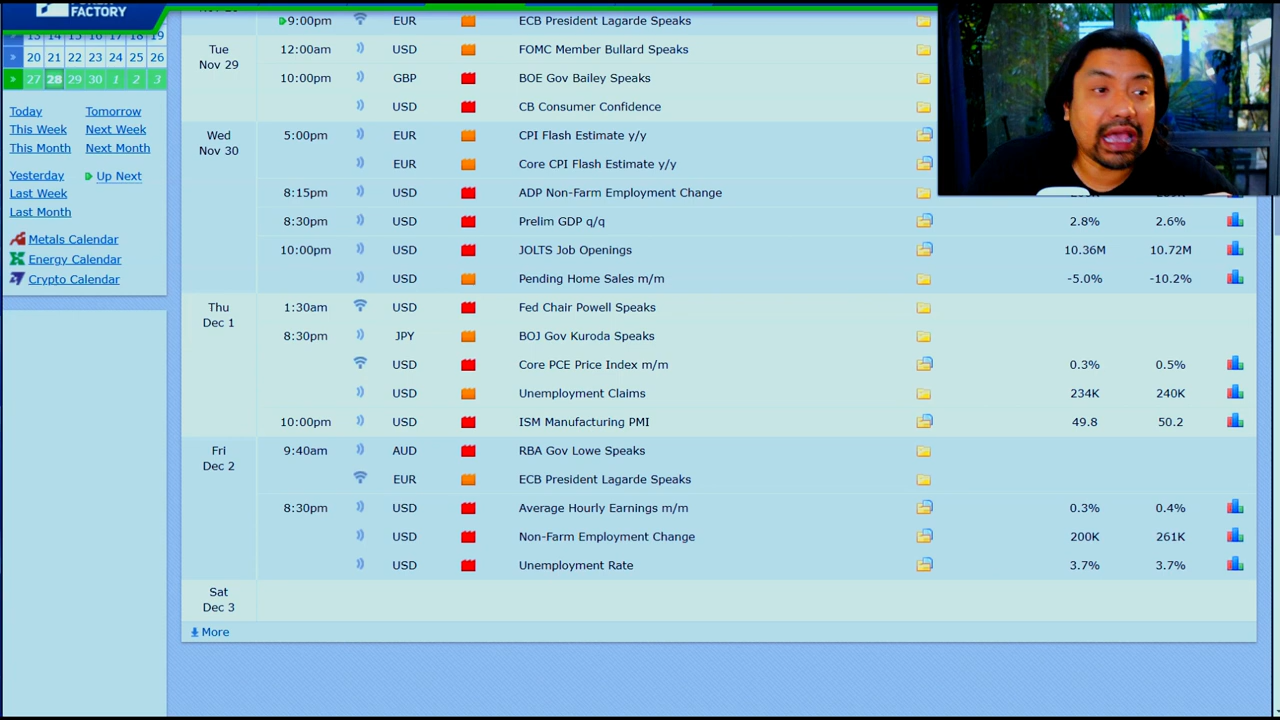 FACTORY
9:00pm EUR ECB President Lagarde Speaks
13 14 15 16 17 18 19
20 21 22 23 24 25 26
27 28 29 30 1 2 3
Today Tomorrow
This Week Next Week
This Month Next Month
Yesterday Up Next
Last Week
Last Month
Metals Calendar
Energy Calendar
Crypto Calendar
Tue Nov 29 12:00am USD FOMC Member Bullard Speaks
10:00pm GBP BOE Gov Bailey Speaks
USD CB Consumer Confidence
Wed Nov 30 5:00pm EUR CPI Flash Estimate y/y
EUR Core CPI Flash Estimate y/y
8:15pm USD ADP Non-Farm Employment Change
8:30pm USD Prelim GDP q/q 2.8% 2.6%
10:00pm USD JOLTS Job Openings 10.36M 10.72M
USD Pending Home Sales m/m -5.0% -10.2%
Thu Dec 1 1:30am USD Fed Chair Powell Speaks
8:30pm JPY BOJ Gov Kuroda Speaks
USD Core PCE Price Index m/m 0.3% 0.5%
USD Unemployment Claims 234K 240K
10:00pm USD ISM Manufacturing PMI 49.8 50.2
Fri Dec 2 9:40am AUD RBA Gov Lowe Speaks
EUR ECB President Lagarde Speaks
8:30pm USD Average Hourly Earnings m/m 0.3% 0.4%
USD Non-Farm Employment Change 200K 261K
USD Unemployment Rate 3.7% 3.7%
Sat Dec 3
More